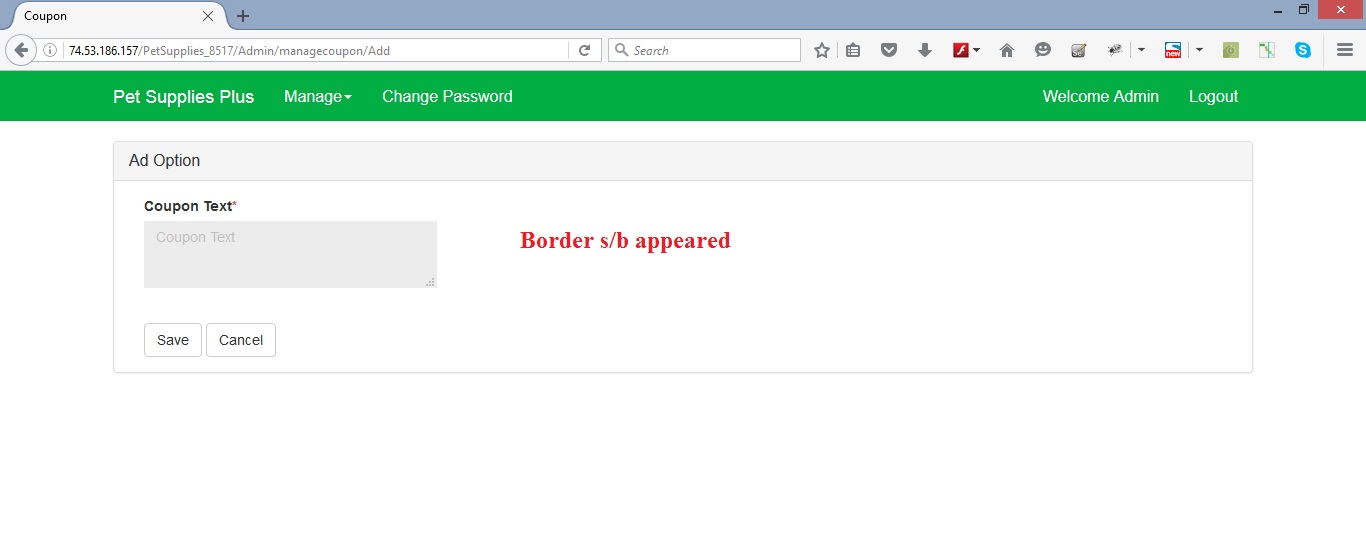 Coupon
74.53.186.157/PetSupplies_8517/Admin/managecoupon/Add
Search
new
Pet Supplies Plus Manage Change Password Welcome Admin Logout
Ad Option
Coupon Text*
Coupon Text
Border s/b appeared
Save Cancel